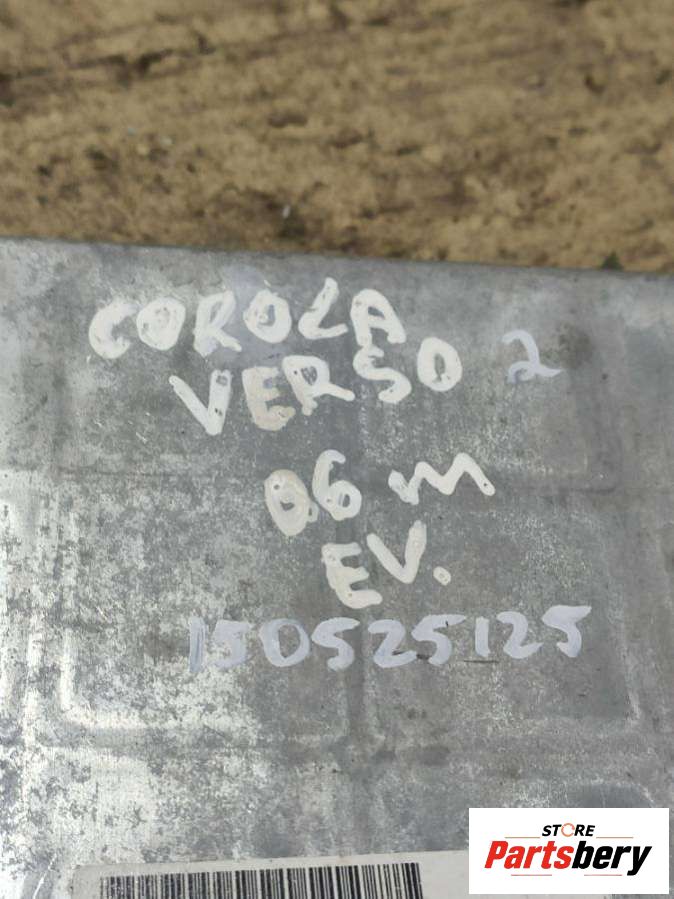 COROLA
VERSO 2
06 m
EV.
150525125
STORE
Partsbery